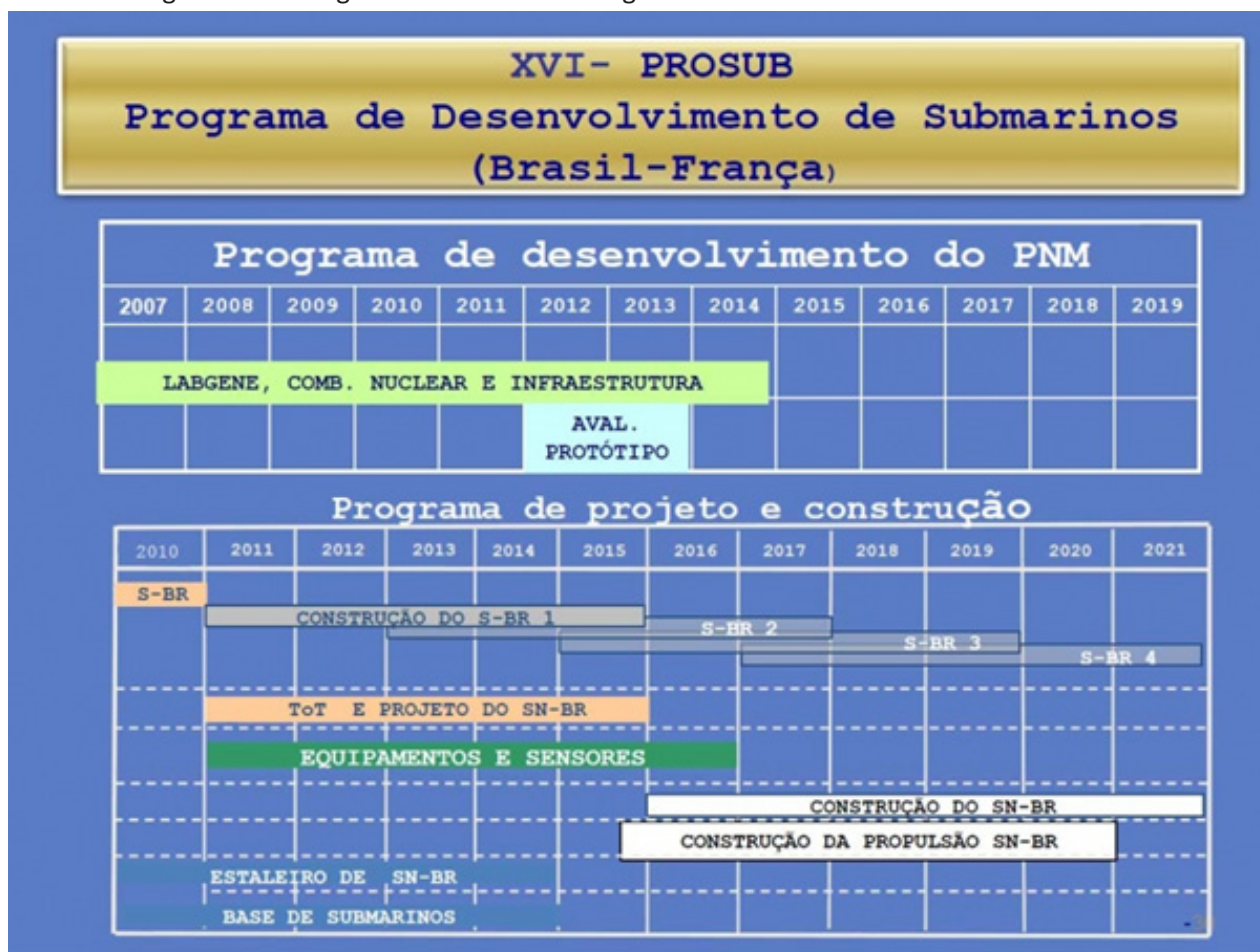 XVI- PROSUB
Programa de Desenvolvimento de Submarinos
(Brasil-França)
Programa de desenvolvimento do PNM
2007 2008 2009 2010 2011 2012 2013 2014 2015 2016 2017 2018 2019
LABGENE, COMB. NUCLEAR E INFRAESTRUTURA
AVAL.
PROTÓTIPO
Programa de projeto e construção
2010 2011 2012 2013 2014 2015 2016 2017 2018 2019 2020 2021
S-BR
CONSTRUÇÃO DO S-BR 1
S-BR 2
S-BR 3
S-BR 4
ToT E PROJETO DO SN-BR
EQUIPAMENTOS E SENSORES
CONSTRUÇÃO DO SN-BR
CONSTRUÇÃO DA PROPULSÃO SN-BR
ESTALEIRO DE SN-BR
BASE DE SUBMARINOS